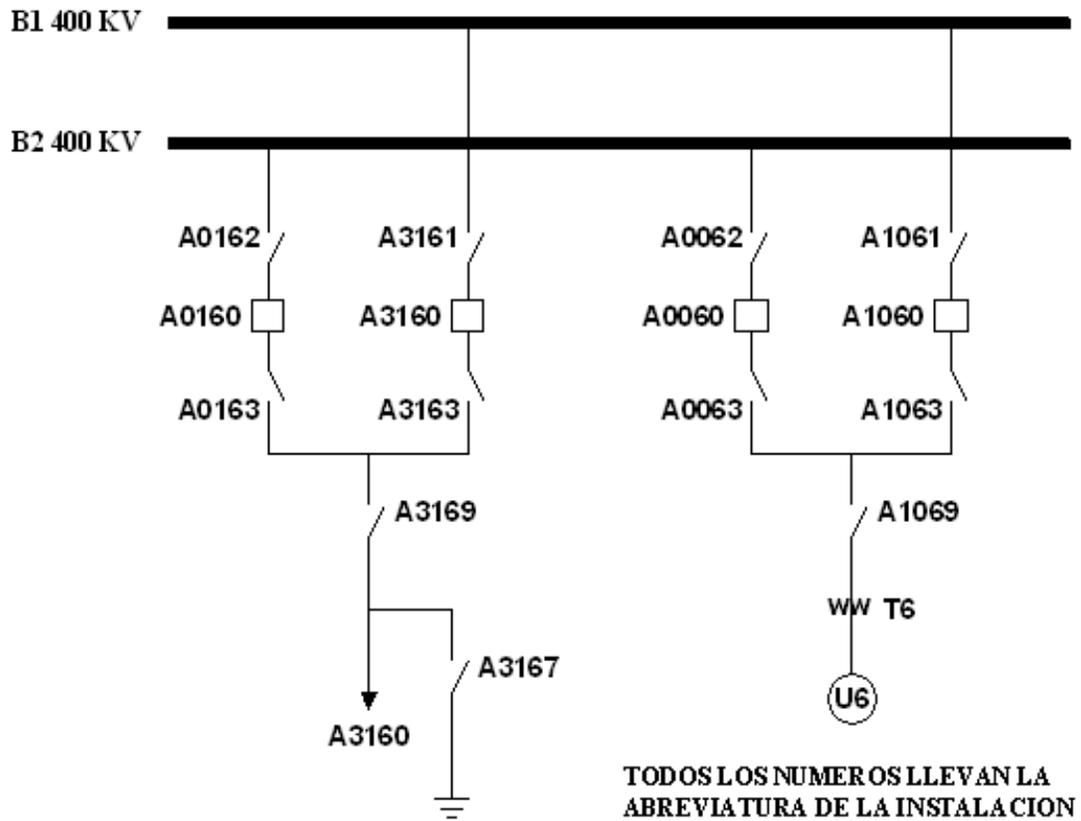 B1 400 KV
B2 400 KV
A0162 A3161 A0062 A1061
A0160 A3160 A0060 A1060
A0163 A3163 A0063 A1063
A3169 A1069
WW T6
A3167
U6
A3160
TODOS LOS NUMEROS LLEVAN LA
ABREVIATURA DE LA INSTALACION